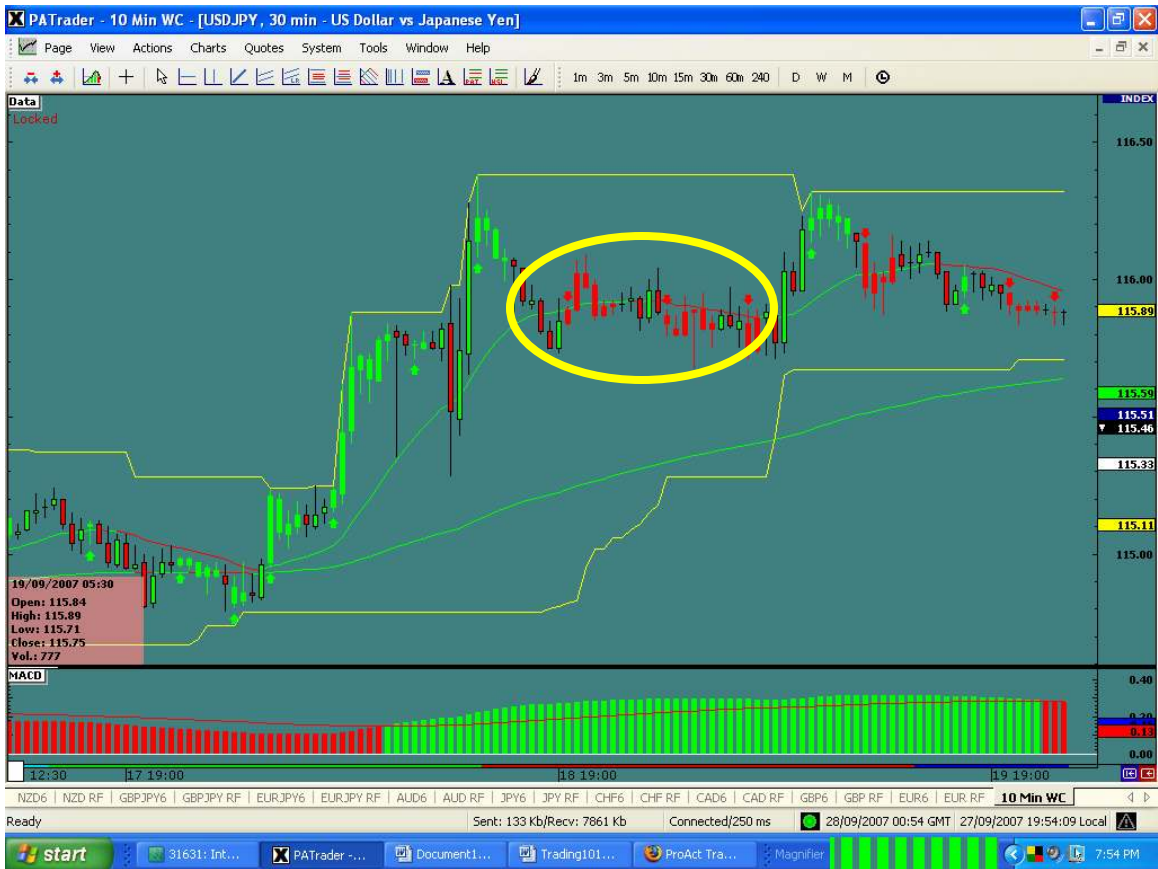 PATrader - 10 Min WC - [USDJPY, 30 min - US Dollar vs Japanese Yen]
Page View Actions Charts Quotes System Tools Window Help
1m 3m 5m 10m 15m 30m 60m 240 D W M
Data
INDEX
Locked
116.50
116.00
115.89
115.59
115.51
115.46
115.33
115.11
115.00
19/09/2007 05:30
Open: 115.84
High: 115.89
Low: 115.71
Close: 115.75
Vol.: 777
MACD
0.40
0.20
0.13
0.00
12:30 17 19:00 18 19:00 19 19:00
NZD6 | NZD RF | GBPJPY6 | GBPJPY RF | EURJPY6 | EURJPY RF | AUD6 | AUD RF | JPY6 | JPY RF | CHF6 | CHF RF | CAD6 | CAD RF | GBP6 | GBP RF | EUR6 | EUR RF 10 Min WC
Ready Sent: 133 Kb/Recv: 7861 Kb Connected/250 ms 28/09/2007 00:54 GMT 27/09/2007 19:54:09 Local
start 31631: Int... PATrader -... Document1... Trading101... ProAct Tra... Magnifier 7:54 PM